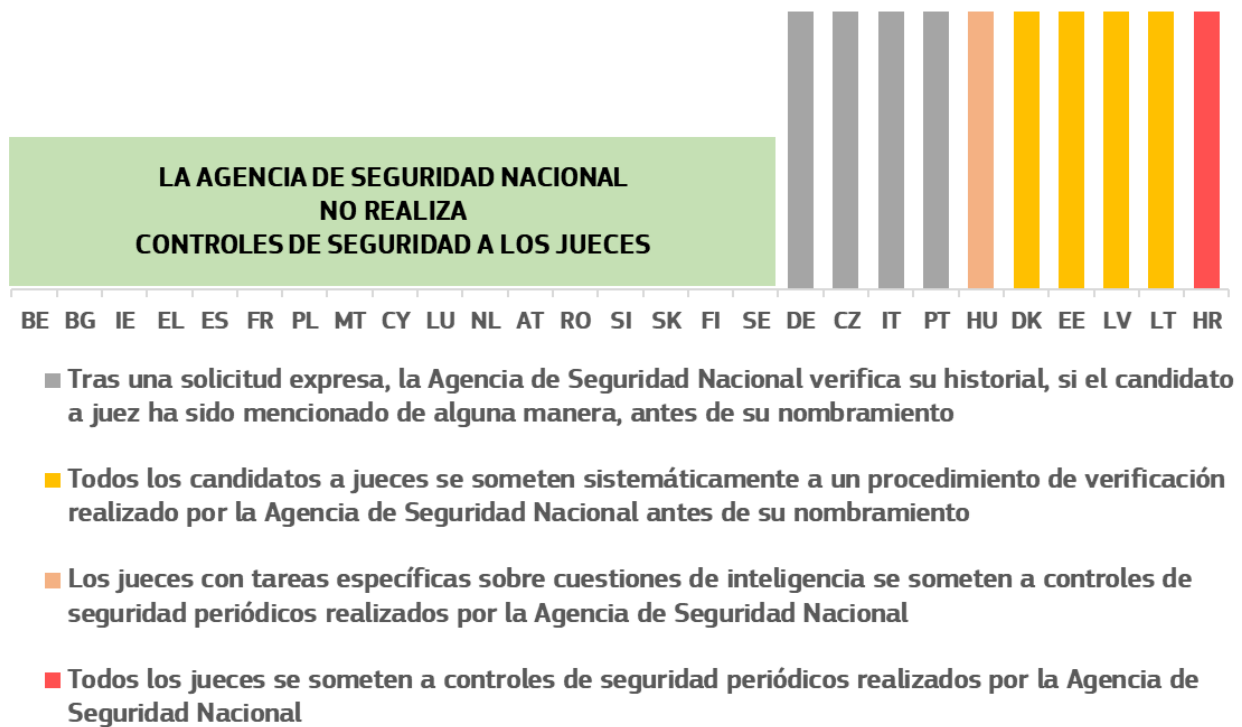 LA AGENCIA DE SEGURIDAD NACIONAL
NO REALIZA
CONTROLES DE SEGURIDAD A LOS JUECES
BE BG IE EL ES FR PL MT CY LU NL AT RO SI SK FI SE DE CZ IT PT HU DK EE LV LT HR
Tras una solicitud expresa, la Agencia de Seguridad Nacional verifica su historial, si el candidato
a juez ha sido mencionado de alguna manera, antes de su nombramiento
Todos los candidatos a jueces se someten sistemáticamente a un procedimiento de verificación
realizado por la Agencia de Seguridad Nacional antes de su nombramiento
Los jueces con tareas específicas sobre cuestiones de inteligencia se someten a controles de
seguridad periódicos realizados por la Agencia de Seguridad Nacional
Todos los jueces se someten a controles de seguridad periódicos realizados por la Agencia de
Seguridad Nacional